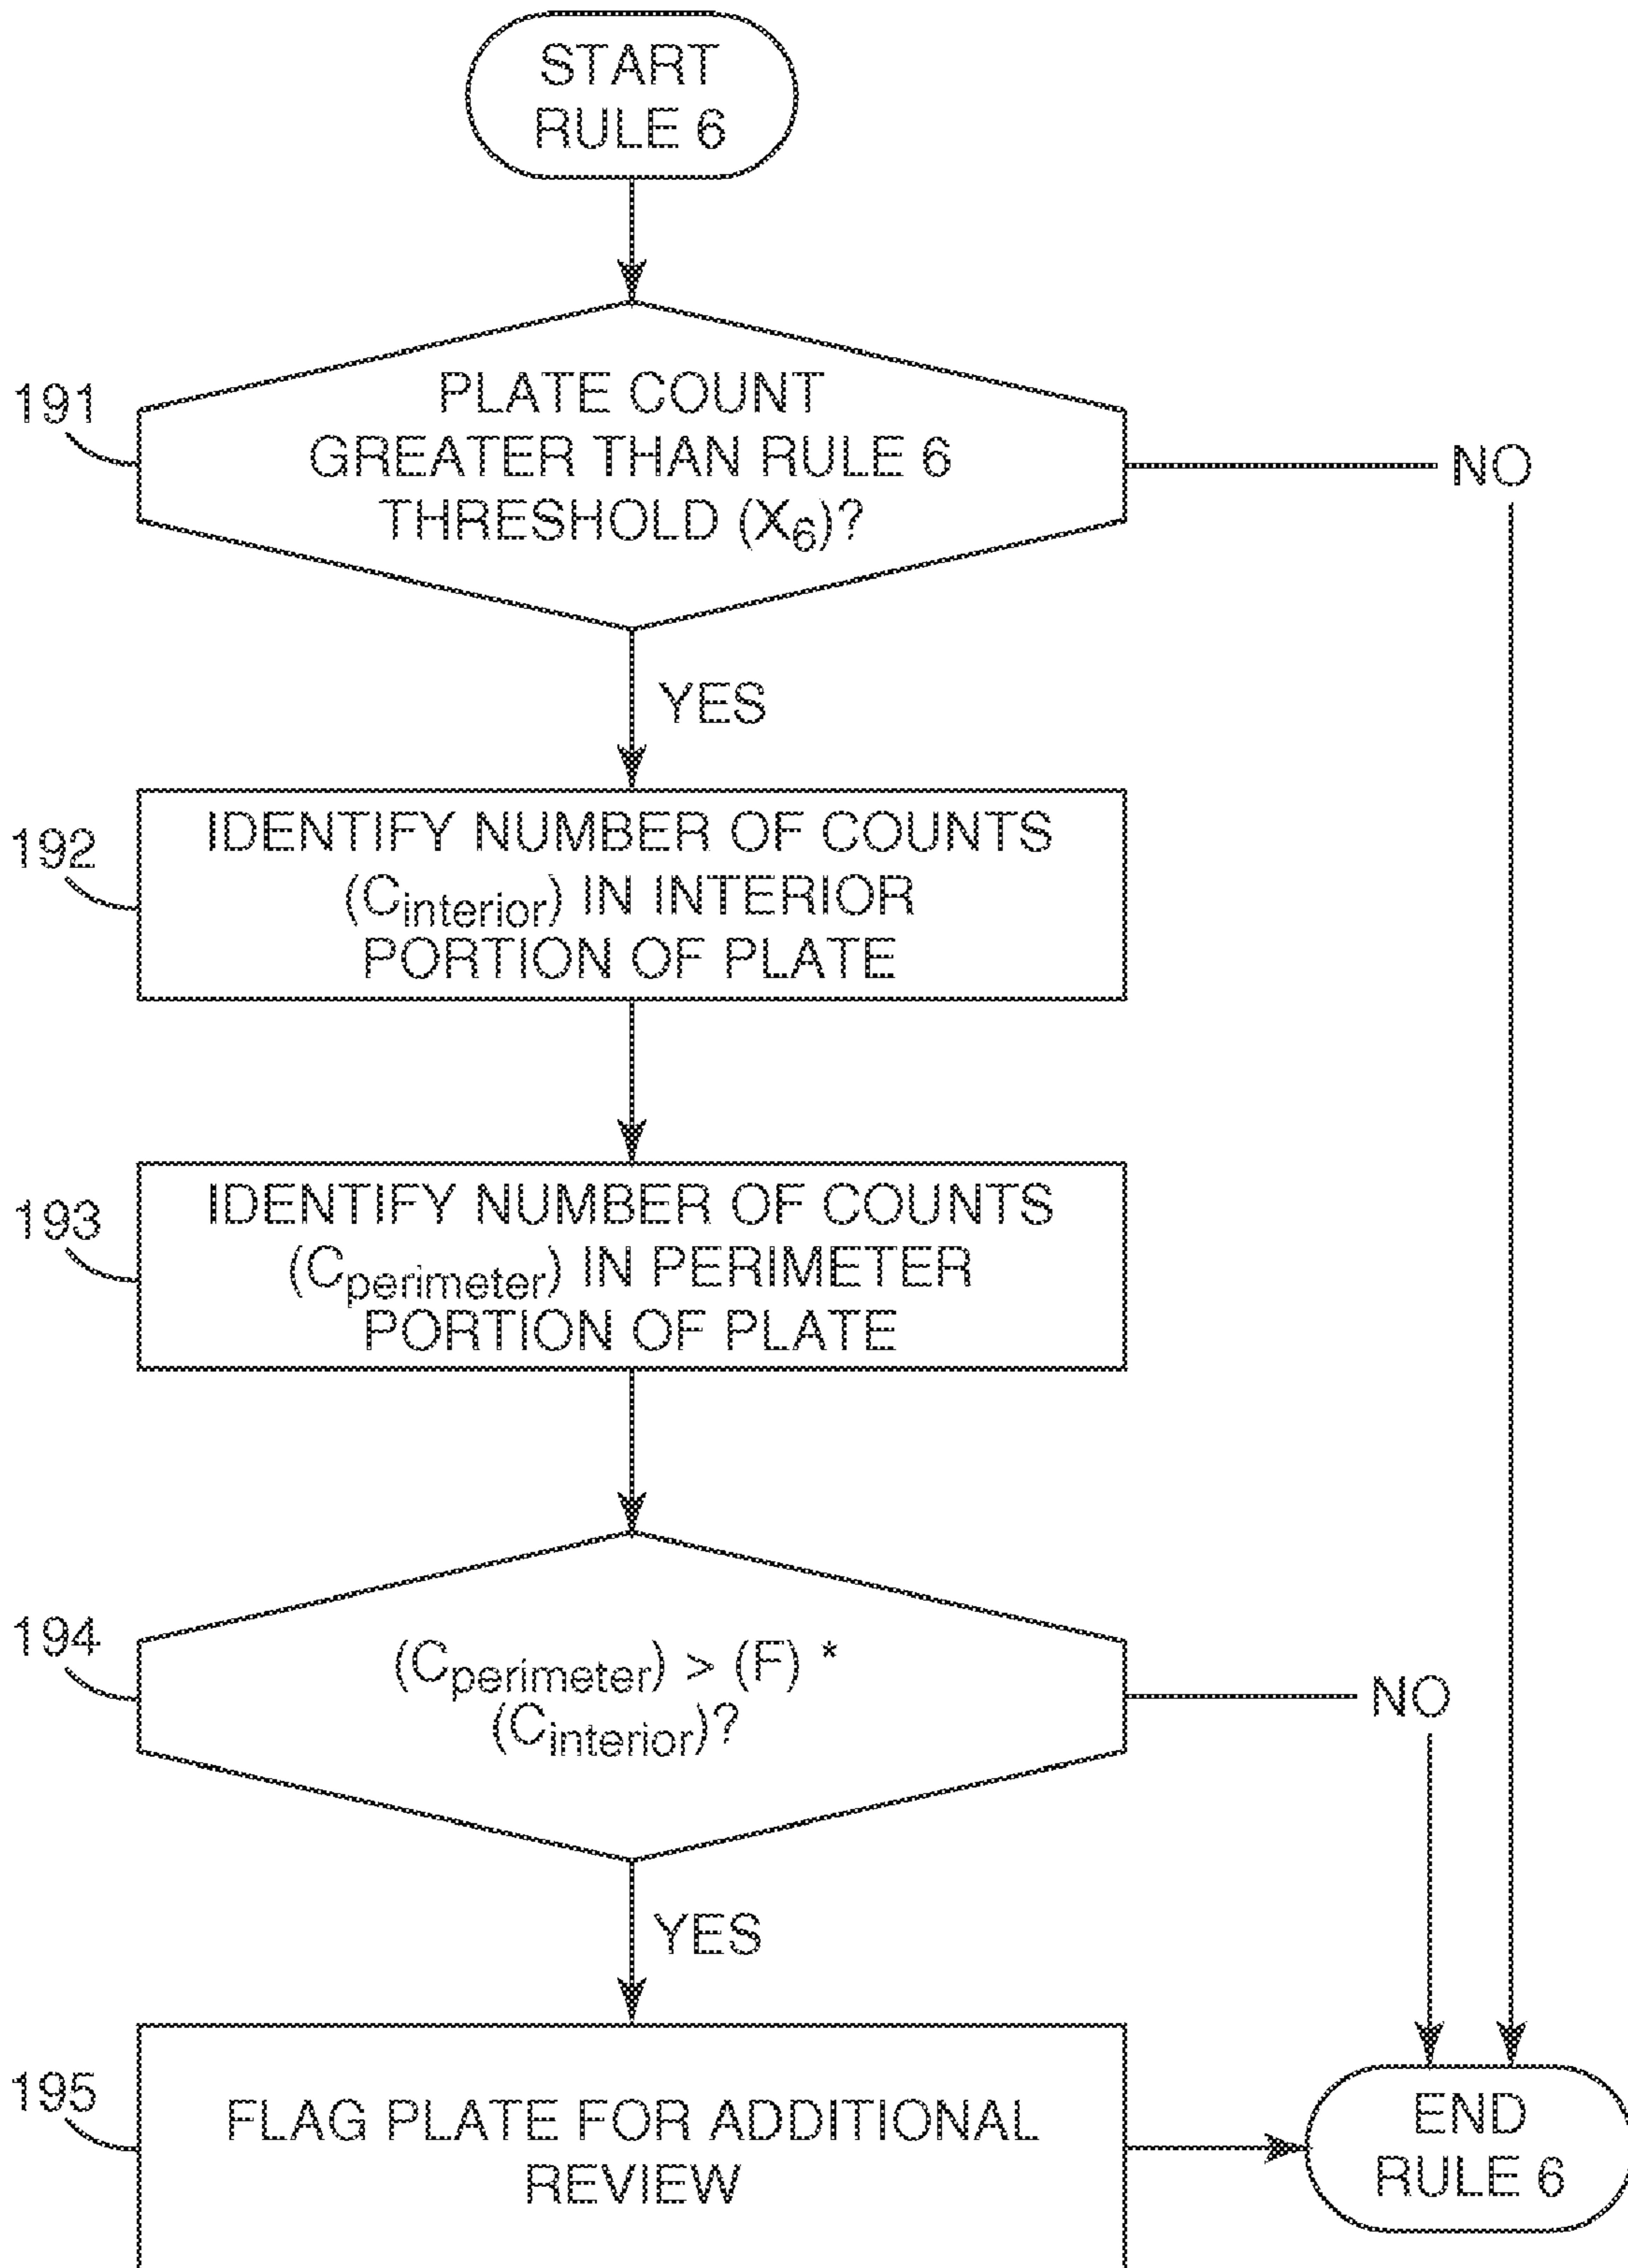 START
RULE 6
191
PLATE COUNT
GREATER THAN RULE 6
THRESHOLD (X6)?
NO
YES
192
IDENTIFY NUMBER OF COUNTS
(Cinterior) IN INTERIOR
PORTION OF PLATE
193
IDENTIFY NUMBER OF COUNTS
(Cperimeter) IN PERIMETER
PORTION OF PLATE
194
(Cperimeter) > (F) *
(Cinterior)?
NO
YES
195
FLAG PLATE FOR ADDITIONAL
REVIEW
END
RULE 6